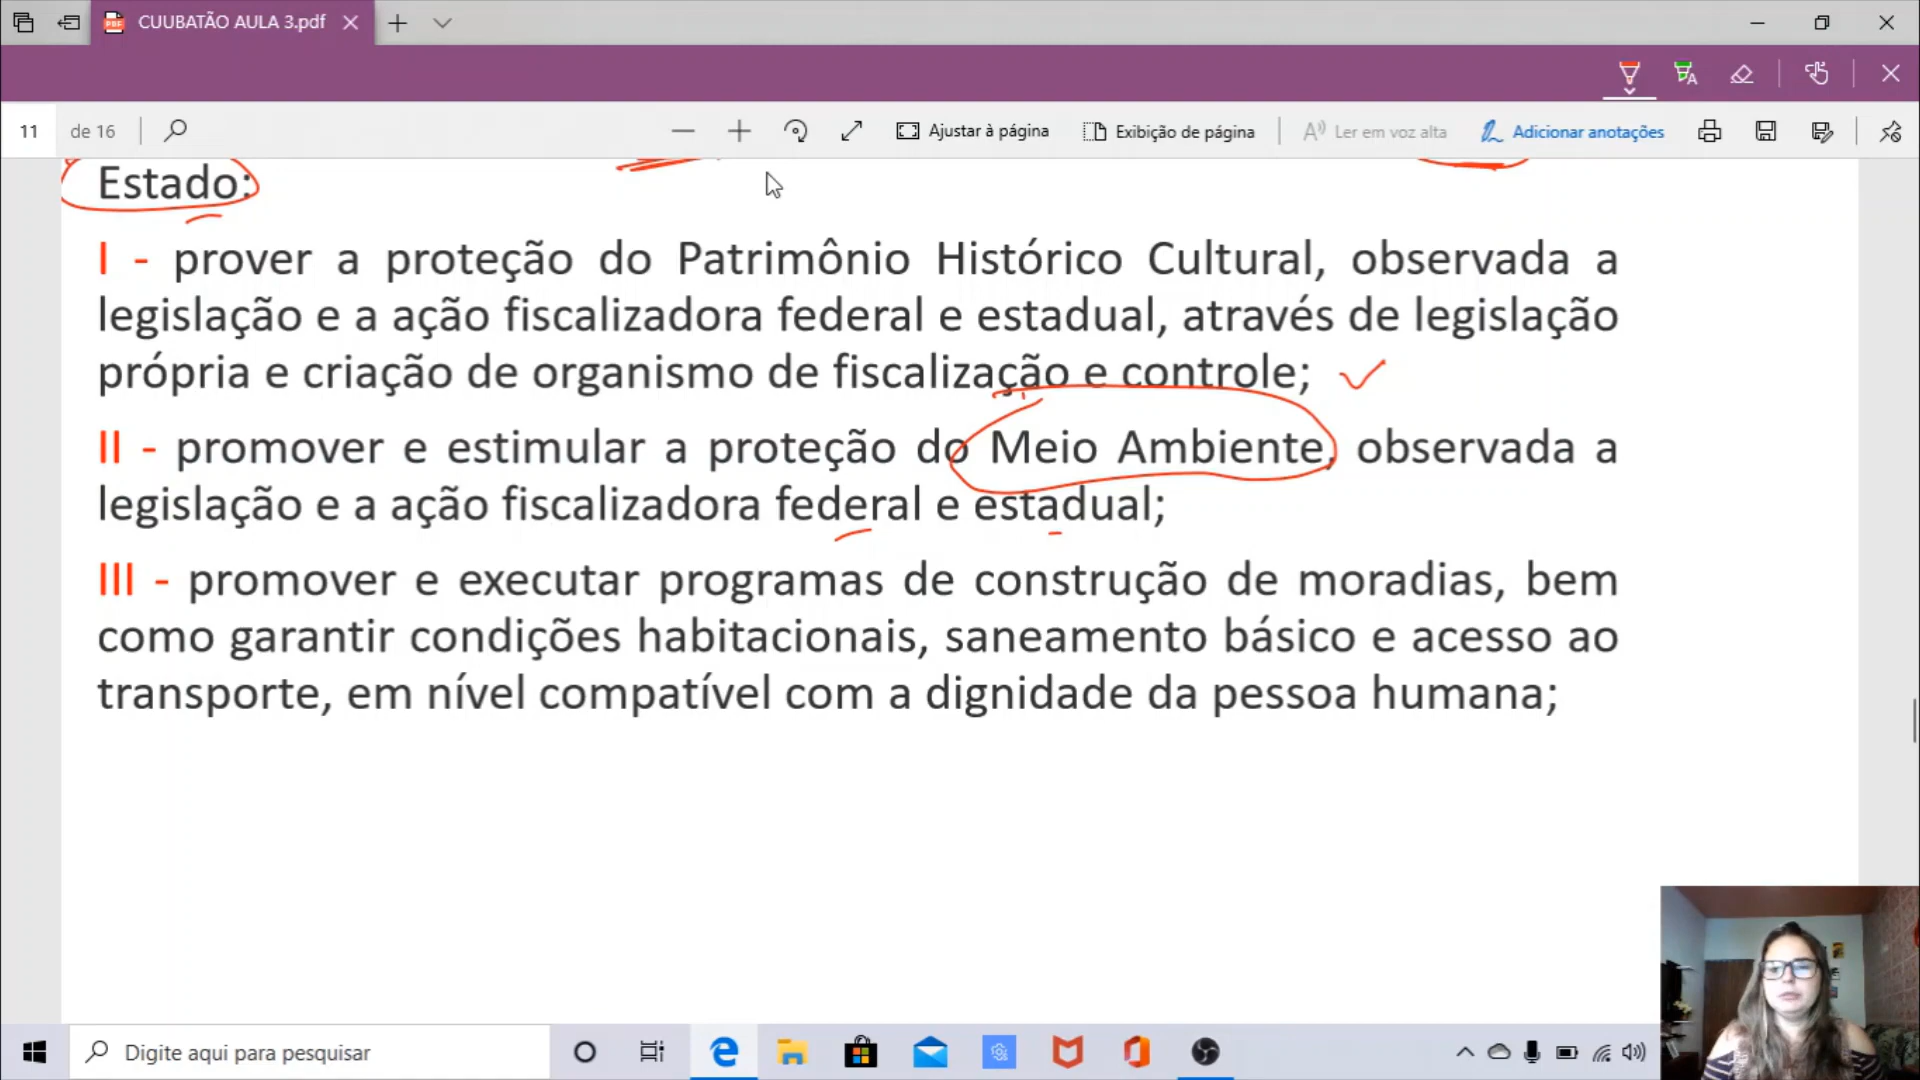 CUUBATÃO AULA 3.pdf
11 de 16
Ajustar à página
Exibição de página
Ler em voz alta
Adicionar anotações
Estado:
I - prover a proteção do Patrimônio Histórico Cultural, observada a
legislação e a ação fiscalizadora federal e estadual, através de legislação
própria e criação de organismo de fiscalização e controle;
II - promover e estimular a proteção do Meio Ambiente, observada a
legislação e a ação fiscalizadora federal e estadual;
III - promover e executar programas de construção de moradias, bem
como garantir condições habitacionais, saneamento básico e acesso ao
transporte, em nível compatível com a dignidade da pessoa humana;
Digite aqui para pesquisar